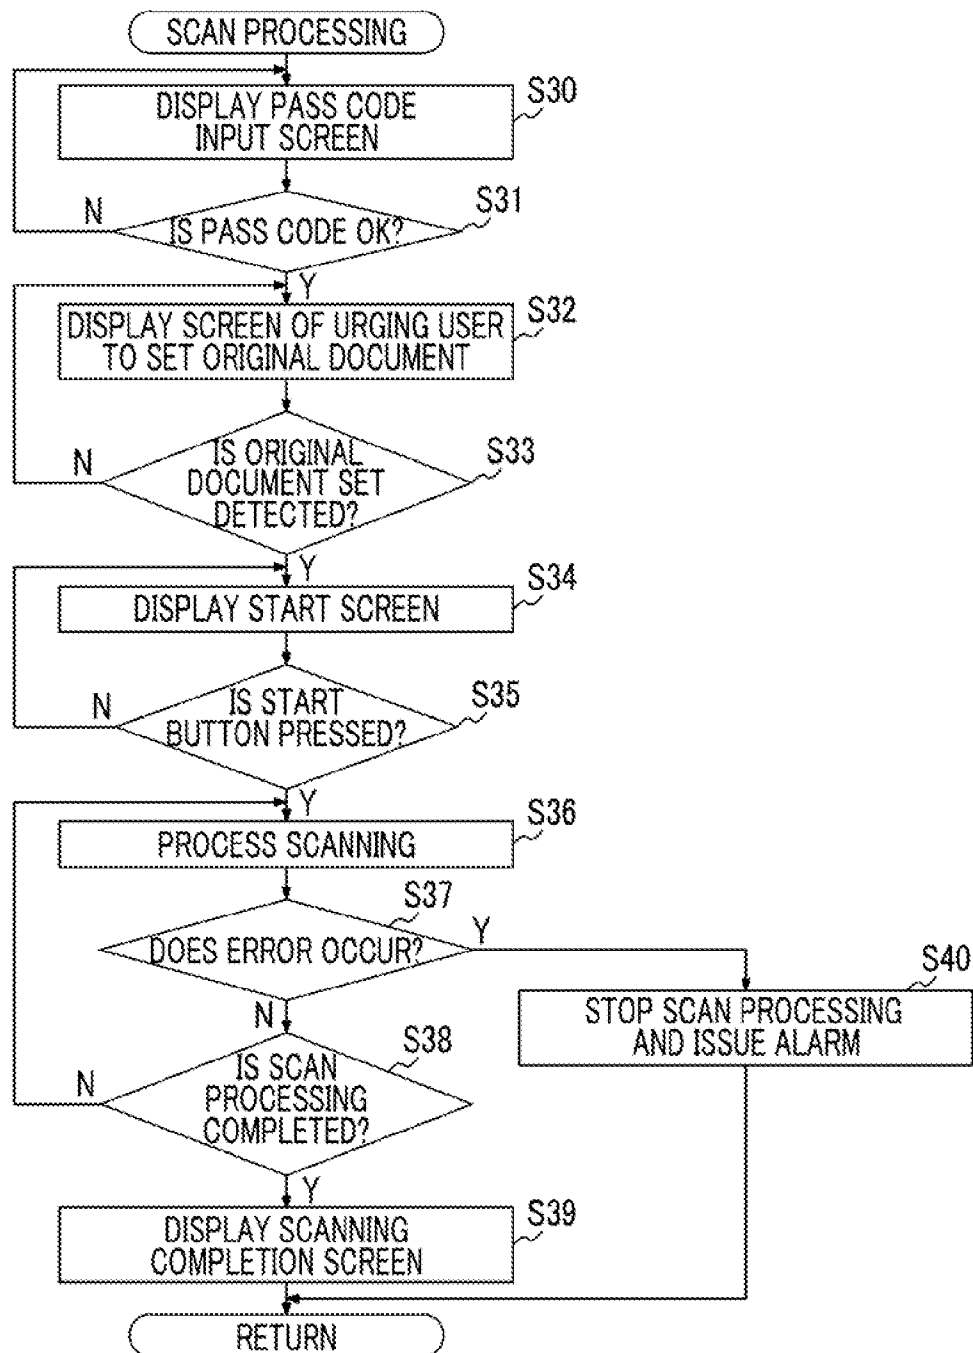 SCAN PROCESSING
S30
DISPLAY PASS CODE
INPUT SCREEN
S31
N
IS PASS CODE OK?
Y
S32
DISPLAY SCREEN OF URGING USER
TO SET ORIGINAL DOCUMENT
S33
N
IS ORIGINAL
DOCUMENT SET
DETECTED?
Y
S34
DISPLAY START SCREEN
S35
N
IS START
BUTTON PRESSED?
Y
S36
PROCESS SCANNING
S37
DOES ERROR OCCUR?
Y
S40
STOP SCAN PROCESSING
AND ISSUE ALARM
N
S38
N
IS SCAN
PROCESSING
COMPLETED?
Y
S39
DISPLAY SCANNING
COMPLETION SCREEN
RETURN